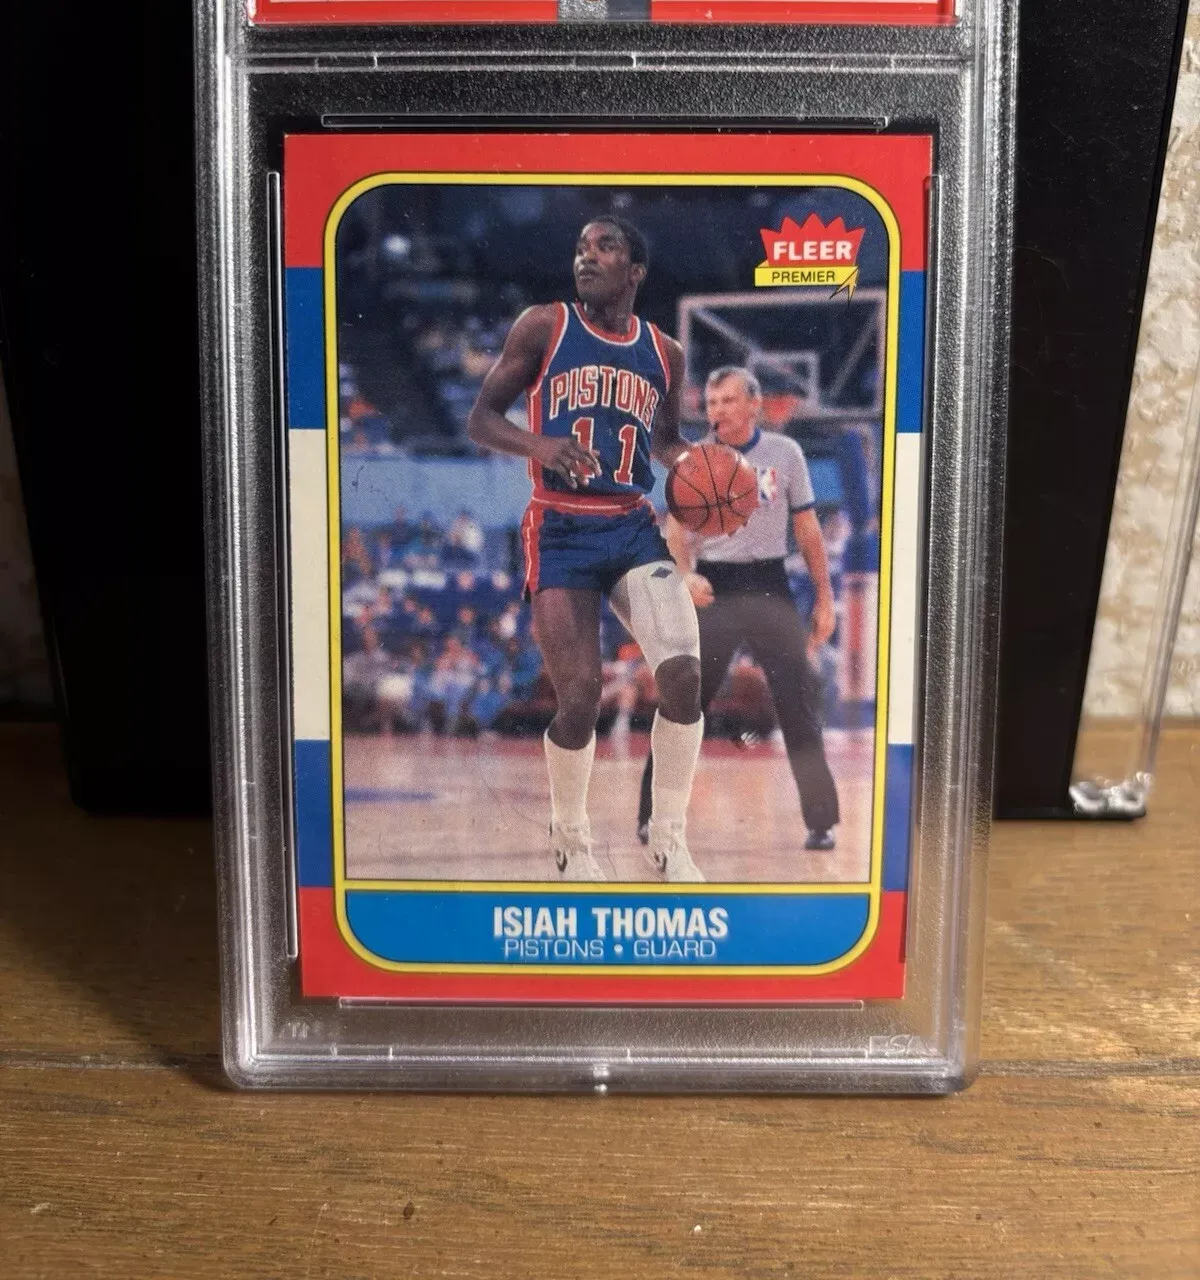 FLEER
PREMIER
PISTONS
11
ISIAH THOMAS
PISTONS • GUARD